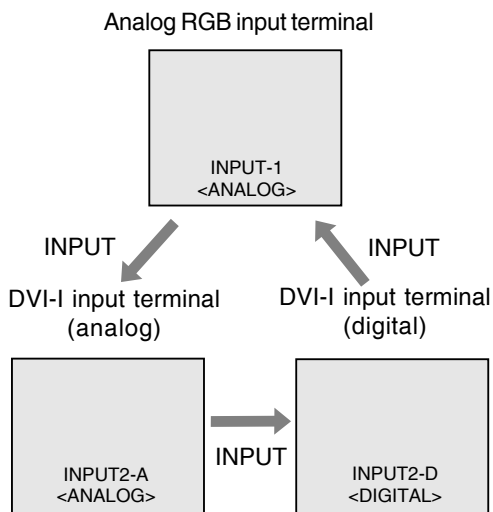 Analog RGB input terminal
INPUT-1
<ANALOG>
INPUT
INPUT
DVI-I input terminal
(analog)
DVI-I input terminal
(digital)
INPUT2-A
<ANALOG>
INPUT
INPUT2-D
<DIGITAL>